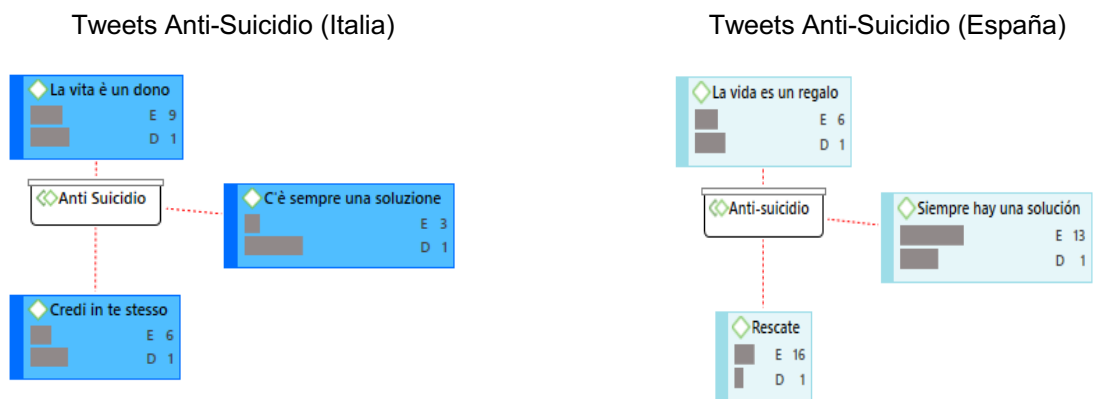 Tweets Anti-Suicidio (Italia)
La vita è un dono
E 9
D 1
Anti Suicidio
C'è sempre una soluzione
E 3
D 1
Credi in te stesso
E 6
D 1
Tweets Anti-Suicidio (España)
La vida es un regalo
E 6
D 1
Anti-suicidio
Siempre hay una solución
E 13
D 1
Rescate
E 16
D 1